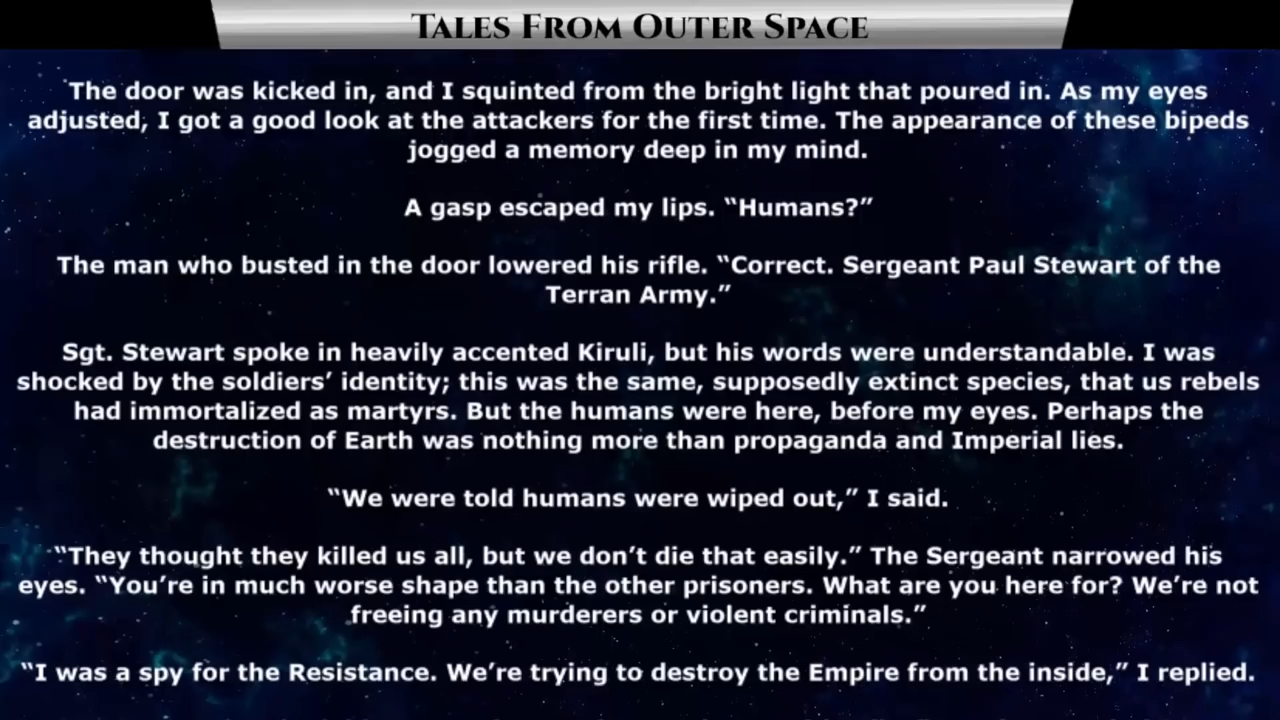 Tales From Outer Space
The door was kicked in, and I squinted from the bright light that poured in. As my eyes
adjusted, I got a good look at the attackers for the first time. The appearance of these bipeds
jogged a memory deep in my mind.
A gasp escaped my lips. “Humans?”
The man who busted in the door lowered his rifle. “Correct. Sergeant Paul Stewart of the
Terran Army.”
Sgt. Stewart spoke in heavily accented Kiruli, but his words were understandable. I was
shocked by the soldiers’ identity; this was the same, supposedly extinct species, that us rebels
had immortalized as martyrs. But the humans were here, before my eyes. Perhaps the
destruction of Earth was nothing more than propaganda and Imperial lies.
“We were told humans were wiped out,” I said.
“They thought they killed us all, but we don’t die that easily.” The Sergeant narrowed his
eyes. “You’re in much worse shape than the other prisoners. What are you here for? We’re not
freeing any murderers or violent criminals.”
“I was a spy for the Resistance. We’re trying to destroy the Empire from the inside,” I replied.